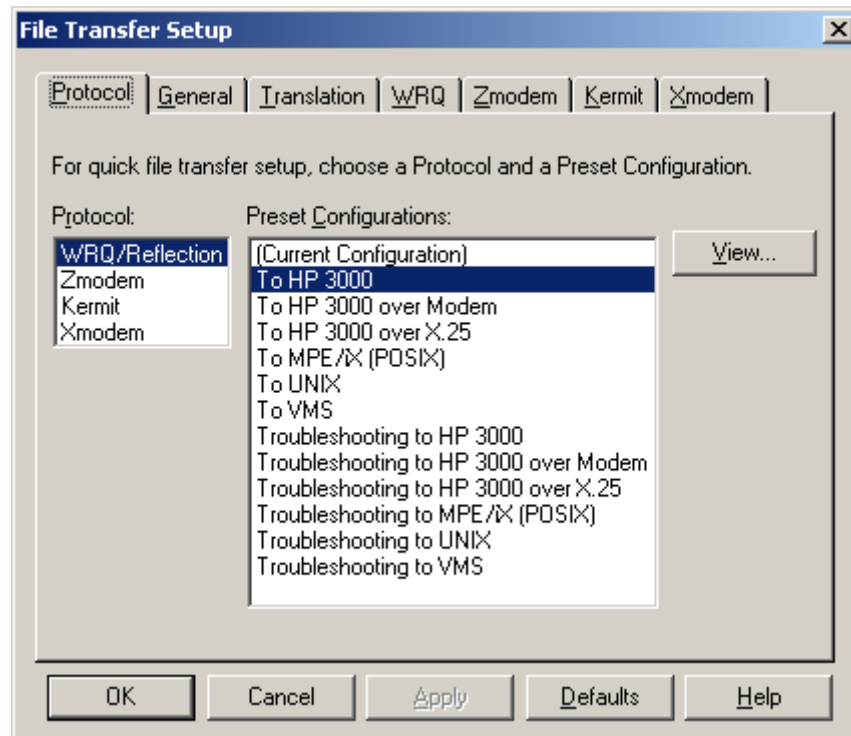 File Transfer Setup
Protocol General Translation WRQ Zmodem Kermit Xmodem
For quick file transfer setup, choose a Protocol and a Preset Configuration.
Protocol:
WRQ/Reflection
Zmodem
Kermit
Xmodem
Preset Configurations:
(Current Configuration)
To HP 3000
To HP 3000 over Modem
To HP 3000 over X.25
To MPE/iX (POSIX)
To UNIX
To VMS
Troubleshooting to HP 3000
Troubleshooting to HP 3000 over Modem
Troubleshooting to HP 3000 over X.25
Troubleshooting to MPE/iX (POSIX)
Troubleshooting to UNIX
Troubleshooting to VMS
View...
OK Cancel Apply Defaults Help